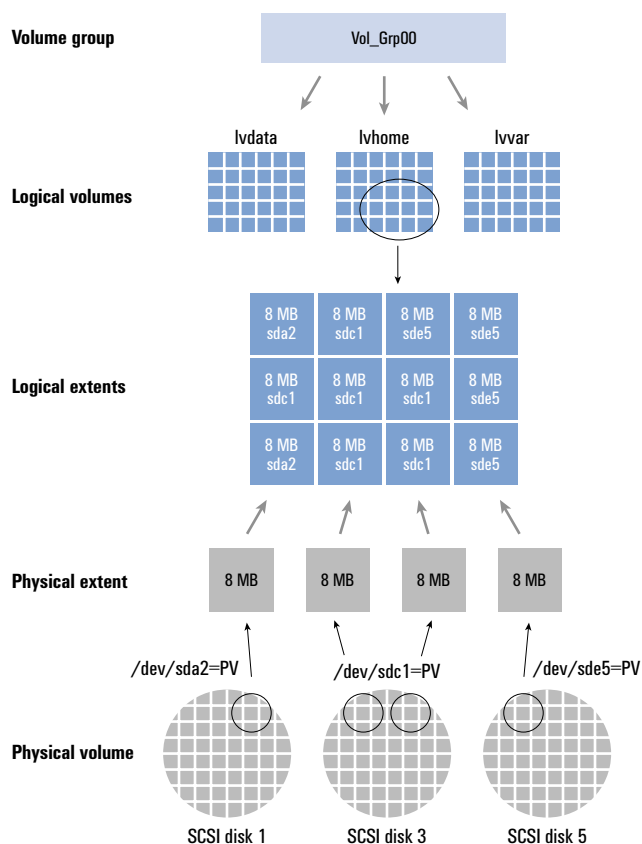 Volume group
Vol_Grp00
lvdata
lvhome
lvvar
Logical volumes
8 MB 8 MB 8 MB 8 MB
sda2 sdc1 sde5 sde5
Logical extents
8 MB 8 MB 8 MB 8 MB
sdc1 sdc1 sdc1 sde5
8 MB 8 MB 8 MB 8 MB
sda2 sdc1 sdc1 sde5
Physical extent
8 MB 8 MB 8 MB 8 MB
/dev/sda2=PV /dev/sdc1=PV /dev/sde5=PV
Physical volume
SCSI disk 1 SCSI disk 3 SCSI disk 5